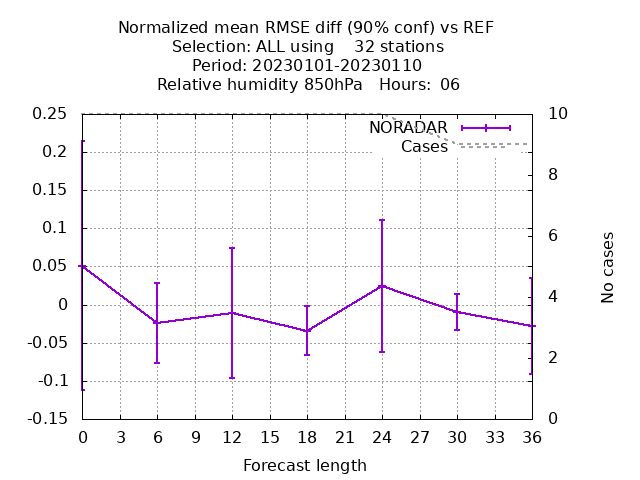 Normalized mean RMSE diff (90% conf) vs REF
Selection: ALL using    32 stations
Period: 20230101-20230110
Relative humidity 850hPa   Hours:  06
0.25
0.2
0.15
0.1
0.05
0
-0.05
-0.1
-0.15
NORADAR
Cases
10
8
6
4
2
0
No cases
0 3 6 9 12 15 18 21 24 27 30 33 36
Forecast length